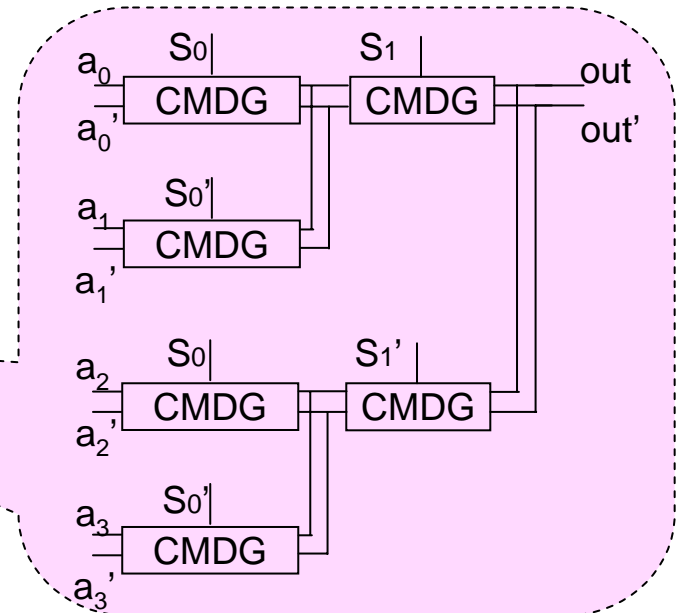 S0 S1
a0 CMDG CMDG out
a0' out'
S0'
a1 CMDG
a1'
S0 S1'
a2 CMDG CMDG
a2'
S0'
a3 CMDG
a3'